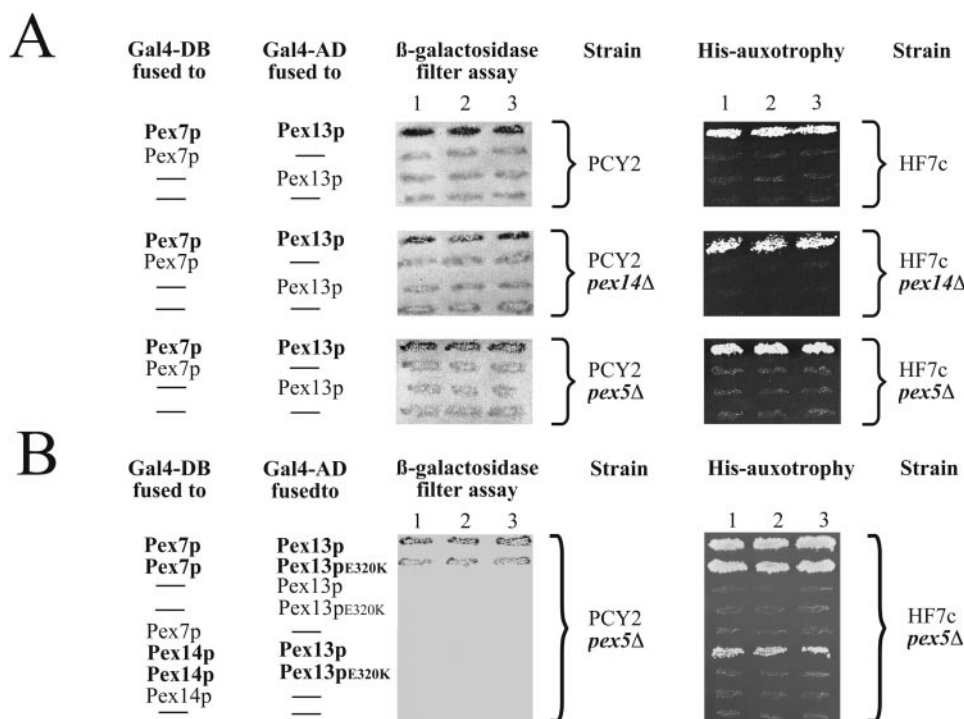 A
Gal4-DB fused to Gal4-AD fused to ß-galactosidase filter assay Strain His-auxotrophy Strain
1 2 3 1 2 3
Pex7p Pex13p
Pex7p —
— Pex13p
— —
PCY2 HF7c
Pex7p Pex13p
Pex7p —
— Pex13p
— —
PCY2 pex14Δ HF7c pex14Δ
Pex7p Pex13p
Pex7p —
— Pex13p
— —
PCY2 pex5Δ HF7c pex5Δ
B
Gal4-DB fused to Gal4-AD fusedto ß-galactosidase filter assay Strain His-auxotrophy Strain
1 2 3 1 2 3
Pex7p Pex13p
Pex7p Pex13pE320K
— Pex13p
— Pex13pE320K
Pex7p —
Pex14p Pex13p
Pex14p Pex13pE320K
Pex14p —
— —
PCY2 pex5Δ HF7c pex5Δ